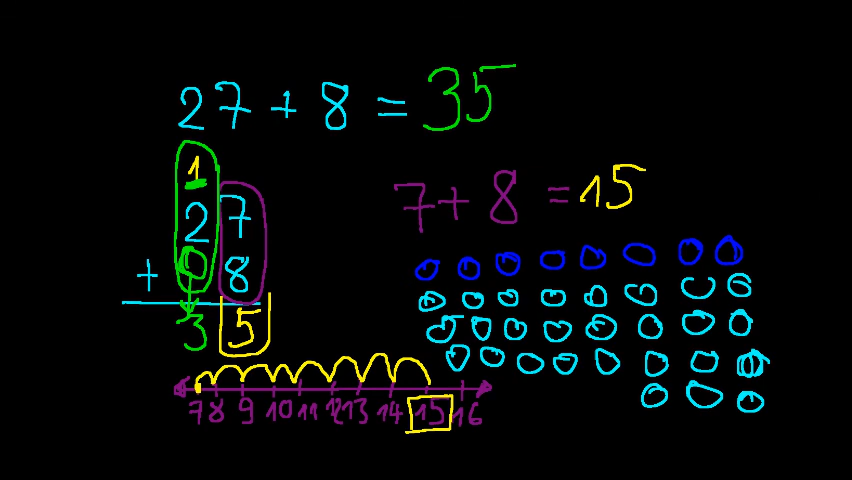 27 + 8 = 35
1
27
+ 08
35
7 + 8 = 15
7 8 9 10 11 12 13 14 15 16